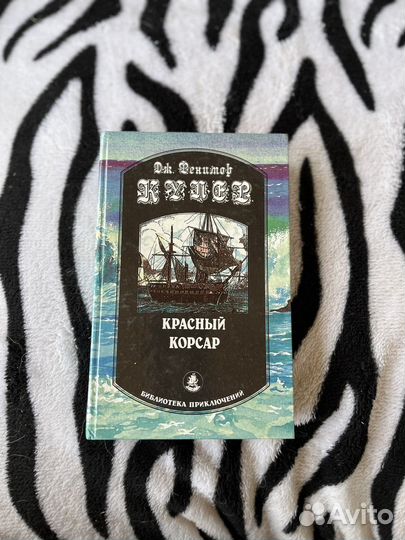 Дж. Фенимор
КУПЕР
КРАСНЫЙ
КОРСАР
БИБЛИОТЕКА ПРИКЛЮЧЕНИЙ
Avito